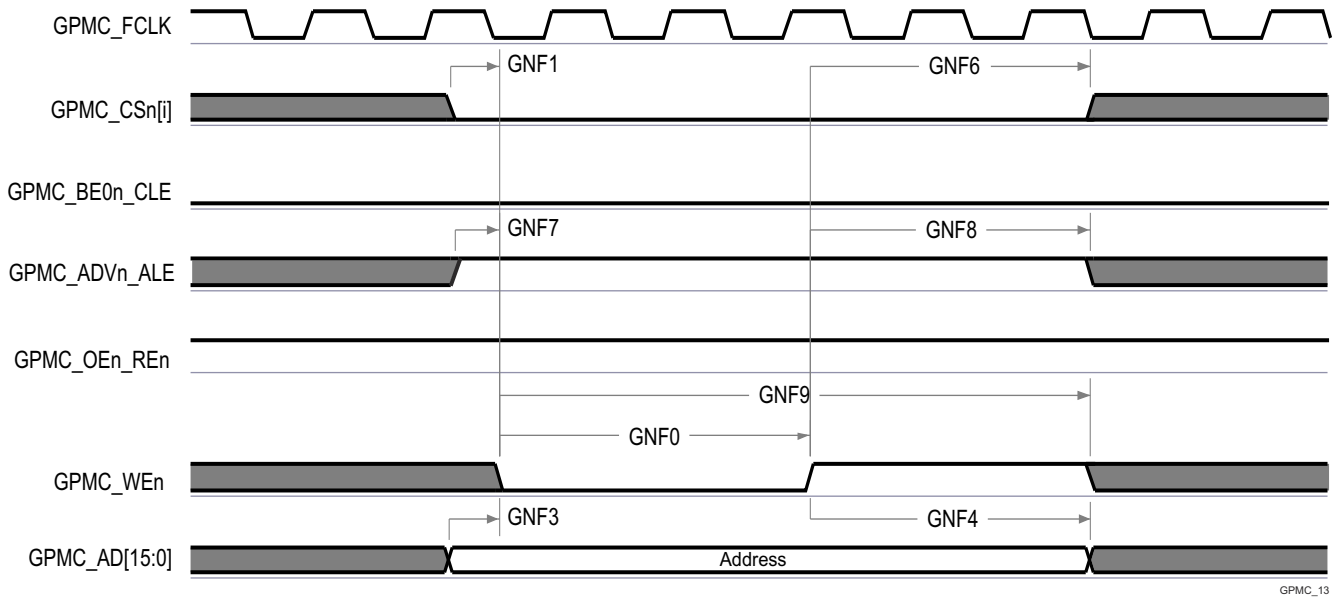 GPMC_FCLK
GNF1
GNF6
GPMC_CSn[i]
GPMC_BE0n_CLE
GNF7
GNF8
GPMC_ADVn_ALE
GPMC_OEn_REn
GNF9
GNF0
GPMC_WEn
GNF3
GNF4
GPMC_AD[15:0]
Address
GPMC_13